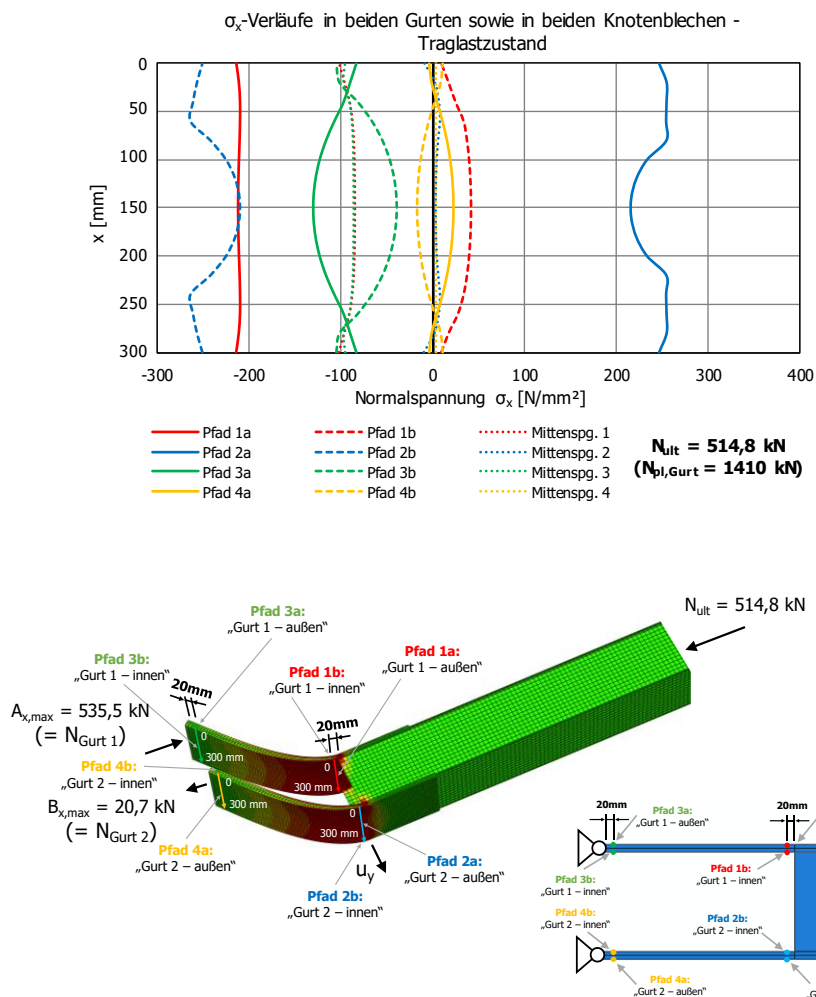 σx-Verläufe in beiden Gurten sowie in beiden Knotenblechen -
Traglastzustand
0
50
100
150
200
250
300
x [mm]
-300 -200 -100 0 100 200 300 400
Normalspannung σx [N/mm²]
Pfad 1a Pfad 1b Mittenspg. 1
Pfad 2a Pfad 2b Mittenspg. 2
Pfad 3a Pfad 3b Mittenspg. 3
Pfad 4a Pfad 4b Mittenspg. 4
Nult = 514,8 kN
(Npl,Gurt = 1410 kN)
Pfad 3a:
„Gurt 1 – außen“
Nult = 514,8 kN
Pfad 1a:
„Gurt 1 – außen“
Pfad 3b:
„Gurt 1 – innen“
Pfad 1b:
„Gurt 1 – innen“
20mm
20mm
Ax,max = 535,5 kN
(= NGurt 1)
0
300 mm
0
300 mm
Pfad 4b:
„Gurt 2 – innen“
0
300 mm
0
300 mm
Bx,max = 20,7 kN
(= NGurt 2)
Pfad 4a:
„Gurt 2 – außen“
uy
Pfad 2a:
„Gurt 2 – außen“
Pfad 2b:
„Gurt 2 – innen“
20mm 20mm
Pfad 3a:
„Gurt 1 – außen“
Pfad 3b:
„Gurt 1 – innen“
Pfad 1b:
„Gurt 1 – innen“
Pfad 4b:
„Gurt 2 – innen“
Pfad 2b:
„Gurt 2 – innen“
Pfad 4a:
„Gurt 2 – außen“
„G